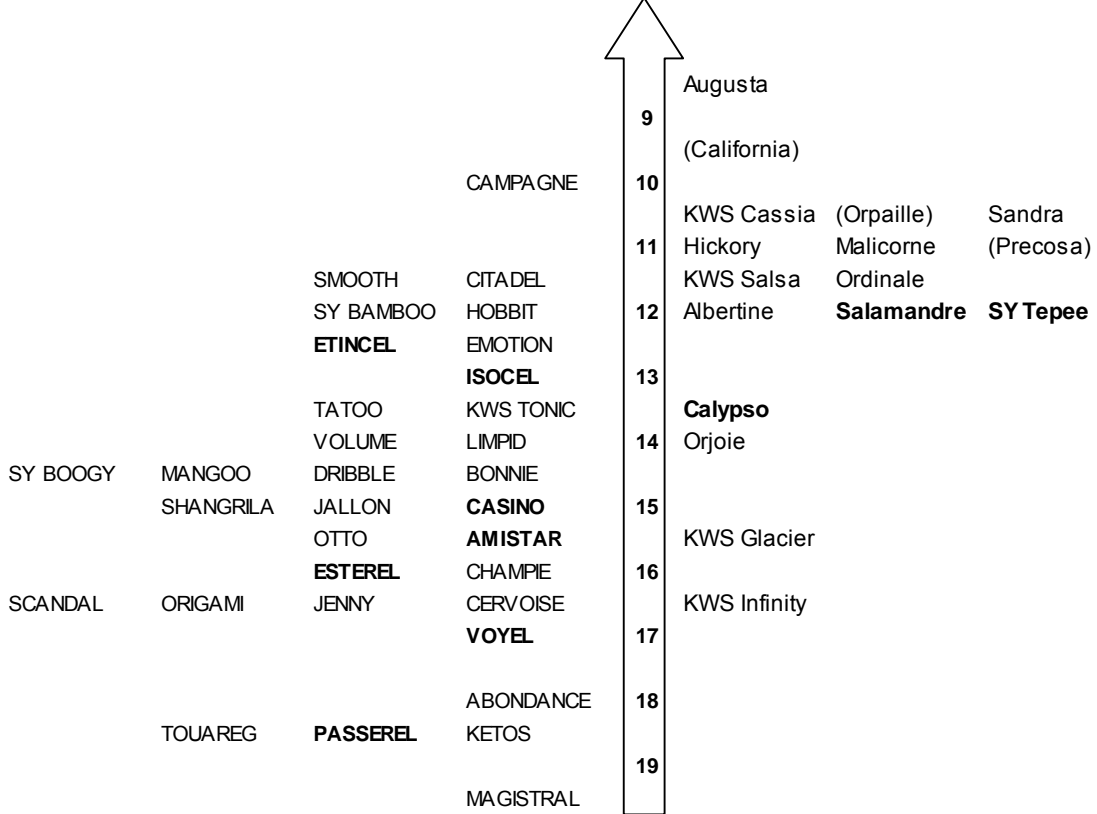 Augusta
9
(California)
CAMPAGNE 10
KWS Cassia (Orpaille) Sandra
11 Hickory Malicorne (Precosa)
SMOOTH CITADEL KWS Salsa Ordinale
SY BAMBOO HOBBIT 12 Albertine Salamandre SY Tepee
ETINCEL EMOTION
ISOCEL 13
TATOO KWS TONIC Calypso
VOLUME LIMPID 14 Orjoie
SY BOOGY MANGOO DRIBBLE BONNIE
SHANGRILA JALLON CASINO 15
OTTO AMISTAR KWS Glacier
ESTEREL CHAMPIE 16
SCANDAL ORIGAMI JENNY CERVOISE KWS Infinity
VOYEL 17
ABONDANCE 18
TOUAREG PASSEREL KETOS
19
MAGISTRAL